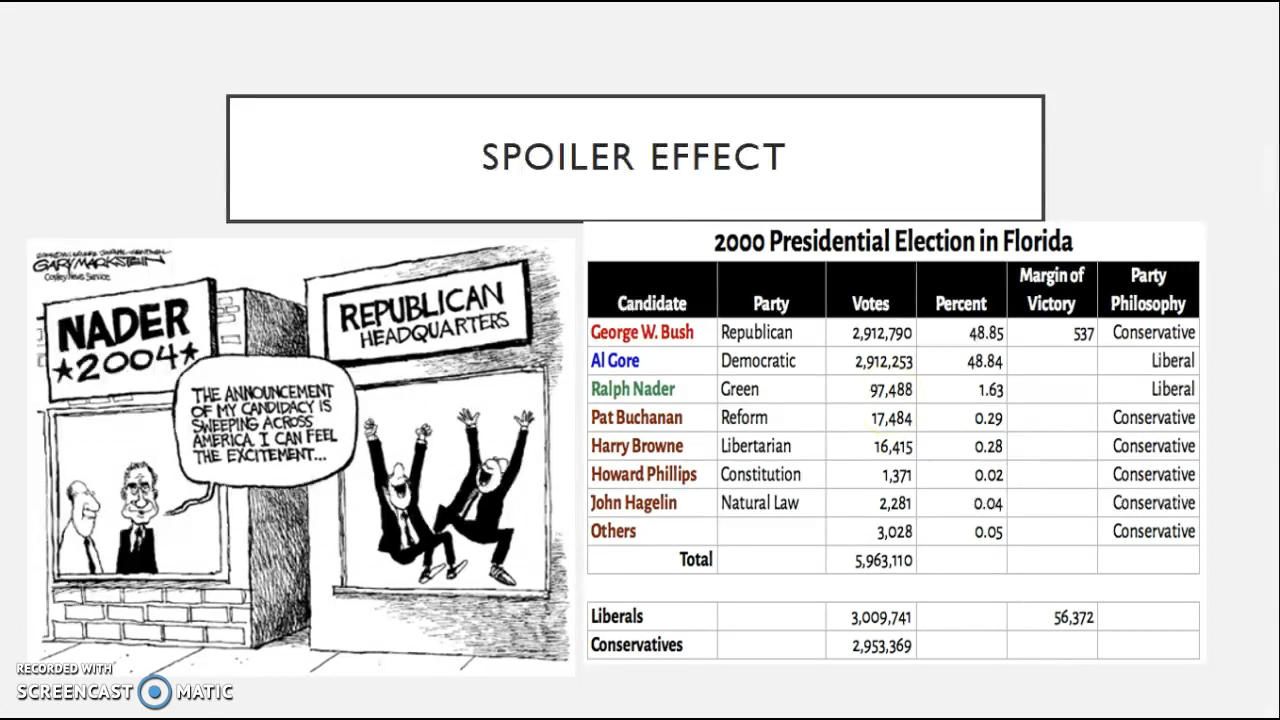 SPOILER EFFECT
GARY MARKSTEIN
Copley News Service
NADER
★2004★
REPUBLICAN
HEADQUARTERS
THE ANNOUNCEMENT
OF MY CANDIDACY IS
SWEEPING ACROSS
AMERICA. I CAN FEEL
THE EXCITEMENT...
2000 Presidential Election in Florida
Candidate Party Votes Percent Margin of Victory Party Philosophy
George W. Bush Republican 2,912,790 48.85 537 Conservative
Al Gore Democratic 2,912,253 48.84 Liberal
Ralph Nader Green 97,488 1.63 Liberal
Pat Buchanan Reform 17,484 0.29 Conservative
Harry Browne Libertarian 16,415 0.28 Conservative
Howard Phillips Constitution 1,371 0.02 Conservative
John Hagelin Natural Law 2,281 0.04 Conservative
Others 3,028 0.05 Conservative
Total 5,963,110
Liberals 3,009,741 56,372
Conservatives 2,953,369
RECORDED WITH
SCREENCAST MATIC